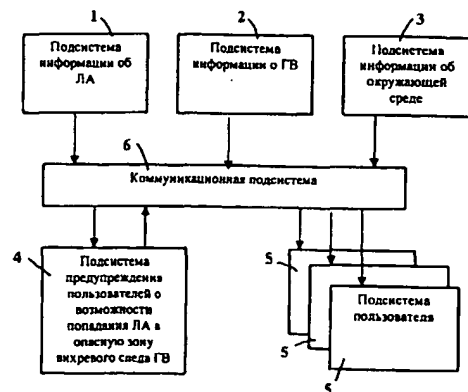 1
2
3
Подсистема
информации об
ЛА
Подсистема
информации о ГВ
Подсистема
информации об
окружающей
среде
6
Коммуникационная подсистема
4
Подсистема
предупреждения
пользователей о
возможности
попадания ЛА в
опасную зону
вихревого следа ГВ
5
5
Подсистема
пользователя
5